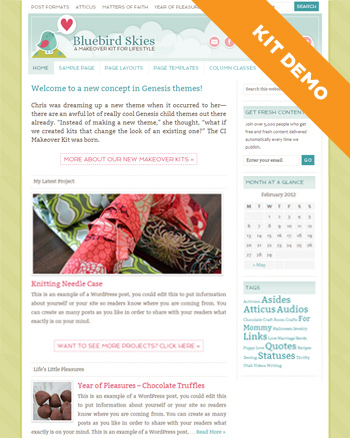 POST FORMATS ATTICUS MATTERS OF FAITH YEAR OF PLEASURE
SEARCH
KIT DEMO
Bluebird Skies
A MAKEOVER KIT FOR LIFESTYLE
HOME SAMPLE PAGE PAGE LAYOUTS PAGE TEMPLATES COLUMN CLASSES
Welcome to a new concept in Genesis themes!
Chris was dreaming up a new theme when it occurred to her—
there are an awful lot of really cool Genesis child themes out there
already. "Instead of making a new theme," she thought, "what if
we created kits that change the look of an existing one?" The CI
Makeover Kit was born.
MORE ABOUT OUR NEW MAKEOVER KITS »
My Latest Project
Knitting Needle Case
This is an example of a WordPress post, you could edit this to put information
about yourself or your site so readers know where you are coming from. You
can create as many posts as you like in order to share with your readers what
exactly is on your mind.
WANT TO SEE MORE PROJECTS? CLICK HERE »
Life's Little Pleasures
Year of Pleasures – Chocolate Truffles
This is an example of a WordPress post, you could edit this
to put information about yourself or your site so readers
know where you are coming from. You can create as many
posts as you like in order to share with your readers what
exactly is on your mind. This is an example of a WordPress post, … Read More »
Search this website
GET FRESH CONTENT
Join over 5,000 people who get
free and fresh content delivered
automatically every time we
publish.
Enter your email GO
MONTH AT A GLANCE
February 2012
M T W T F S S
1 2 3 4 5
6 7 8 9 10 11 12
13 14 15 16 17 18 19
20 21 22 23 24 25 26
27 28 29
« May
TAGS
Activities Asides
Atticus Audios
Chocolate Craft Room Crafts For
Mommy Halloween Jewelry
Links Love Marriage Movie
Puppy love Quotes Recipes
Sewing Statuses Thrifty
Utah Videos Writing